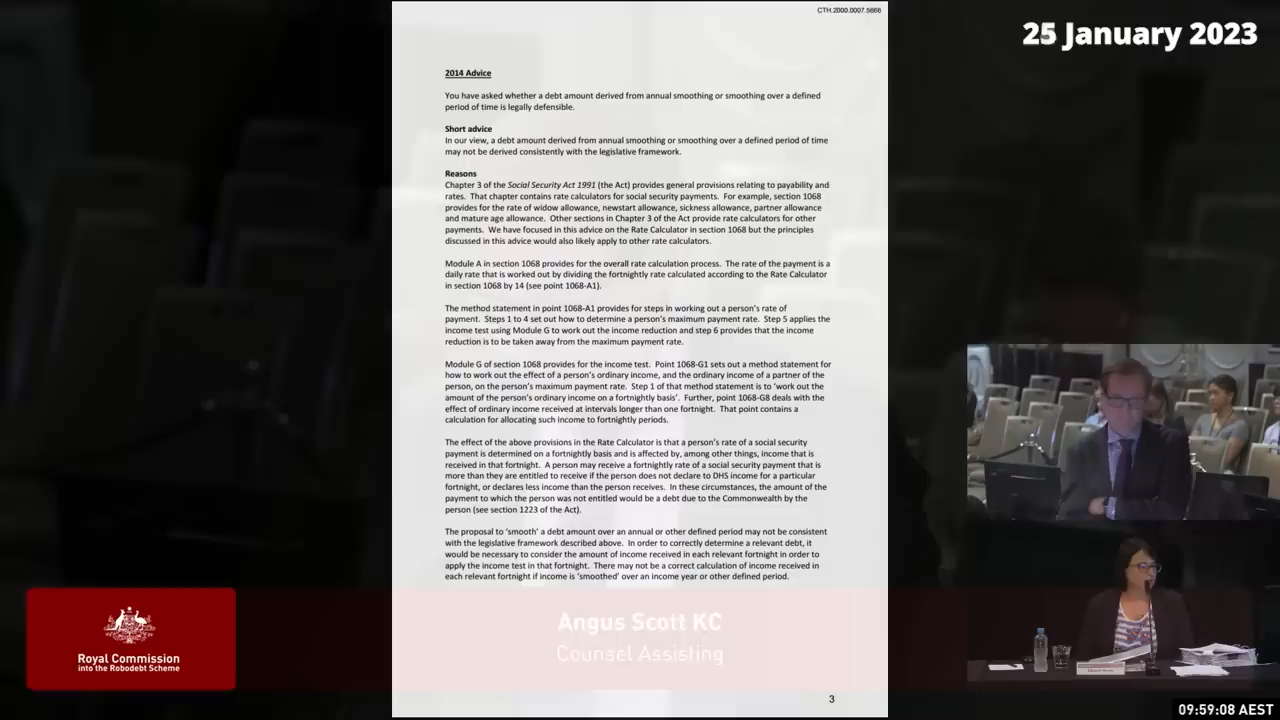 CTH.2000.0007.5666
25 January 2023
2014 Advice
You have asked whether a debt amount derived from annual smoothing or smoothing over a defined
period of time is legally defensible.
Short advice
In our view, a debt amount derived from annual smoothing or smoothing over a defined period of time
may not be derived consistently with the legislative framework.
Reasons
Chapter 3 of the Social Security Act 1991 (the Act) provides general provisions relating to payability and
rates. That chapter contains rate calculators for social security payments. For example, section 1068
provides for the rate of widow allowance, newstart allowance, sickness allowance, partner allowance
and mature age allowance. Other sections in Chapter 3 of the Act provide rate calculators for other
payments. We have focused in this advice on the Rate Calculator in section 1068 but the principles
discussed in this advice would also likely apply to other rate calculators.
Module A in section 1068 provides for the overall rate calculation process. The rate of the payment is a
daily rate that is worked out by dividing the fortnightly rate calculated according to the Rate Calculator
in section 1068 by 14 (see point 1068-A1).
The method statement in point 1068-A1 provides for steps in working out a person's rate of
payment. Steps 1 to 4 set out how to determine a person's maximum payment rate. Step 5 applies the
income test using Module G to work out the income reduction and step 6 provides that the income
reduction is to be taken away from the maximum payment rate.
Module G of section 1068 provides for the income test. Point 1068-G1 sets out a method statement for
how to work out the effect of a person's ordinary income, and the ordinary income of a partner of the
person, on the person's maximum payment rate. Step 1 of that method statement is to 'work out the
amount of the person's ordinary income on a fortnightly basis'. Further, point 1068-G8 deals with the
effect of ordinary income received at intervals longer than one fortnight. That point contains a
calculation for allocating such income to fortnightly periods.
The effect of the above provisions in the Rate Calculator is that a person's rate of a social security
payment is determined on a fortnightly basis and is affected by, among other things, income that is
received in that fortnight. A person may receive a fortnightly rate of a social security payment that is
more than they are entitled to receive if the person does not declare to DHS income for a particular
fortnight, or declares less income than the person receives. In these circumstances, the amount of the
payment to which the person was not entitled would be a debt due to the Commonwealth by the
person (see section 1223 of the Act).
The proposal to 'smooth' a debt amount over an annual or other defined period may not be consistent
with the legislative framework described above. In order to correctly determine a relevant debt, it
would be necessary to consider the amount of income received in each relevant fortnight in order to
apply the income test in that fortnight. There may not be a correct calculation of income received in
each relevant fortnight if income is 'smoothed' over an income year or other defined period.
Angus Scott KC
Counsel Assisting
Royal Commission
into the Robodebt Scheme
3
09:59:08 AEST